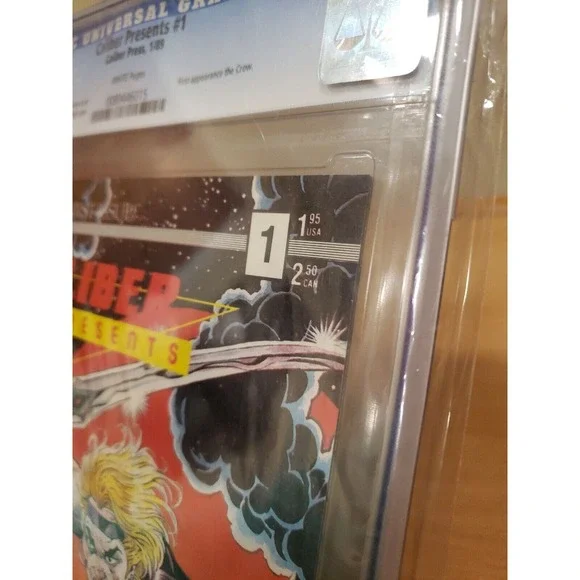 UNIVERSAL GRA
Caliber Presents #1
Caliber Press, 1/89
WHITE Pages
First appearance the Crow.
1
1 95
USA
2 50
CAN
IBER
ESENTS